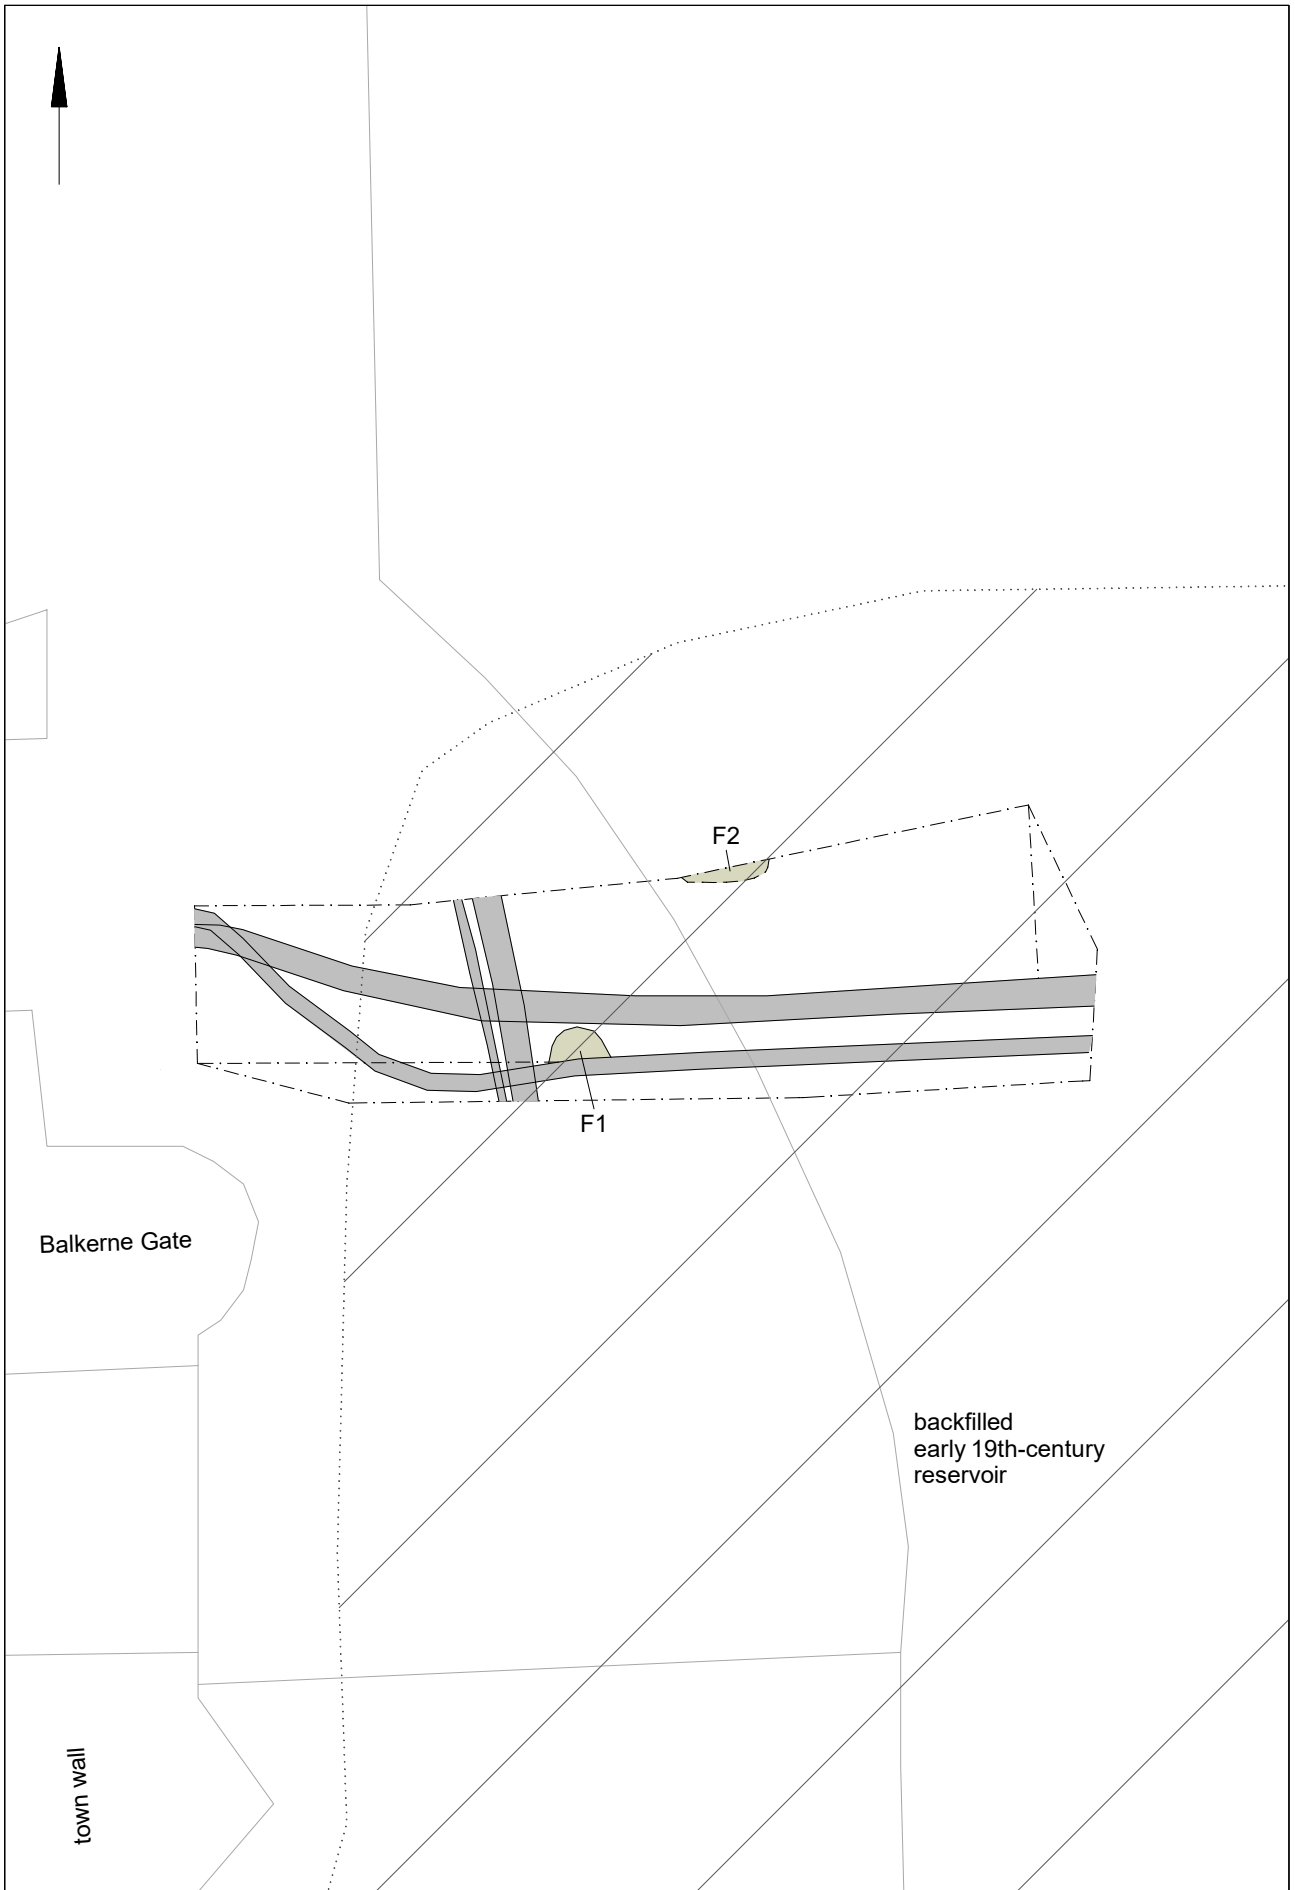 F2
F1
Balkerne Gate
backfilled
early 19th-century
reservoir
town wall